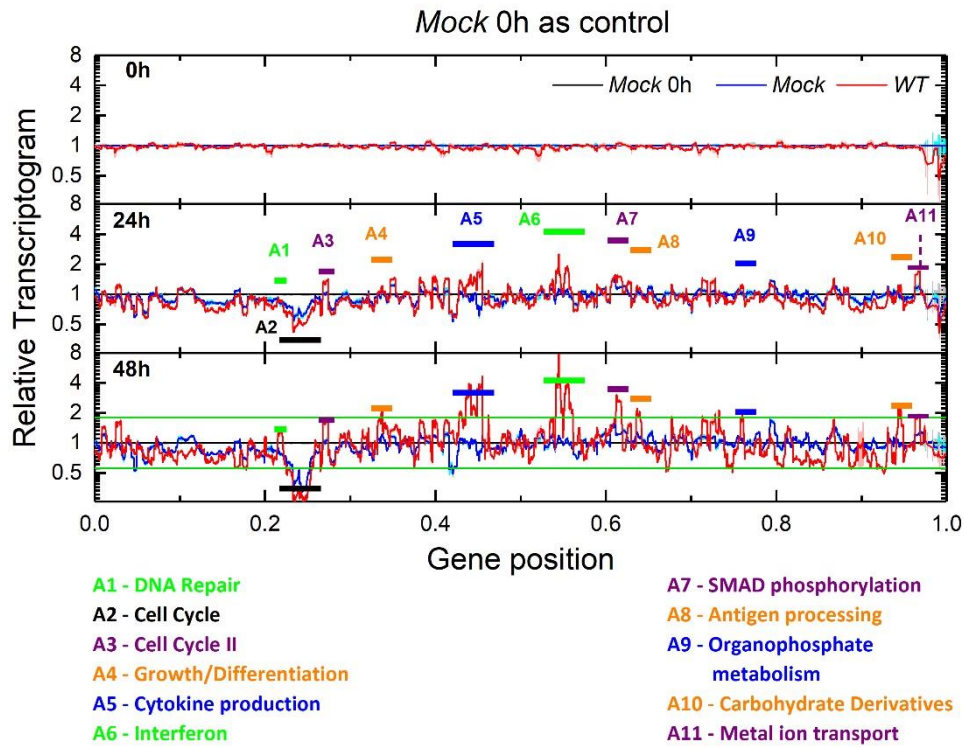 Mock 0h as control
Relative Transcriptogram
8
0h
Mock 0h
Mock
WT
4
2
1
0.5
8
24h
A1
A2
A3
A4
A5
A6
A7
A8
A9
A10
A11
4
2
1
0.5
8
48h
4
2
1
0.5
0.0
0.2
0.4
0.6
0.8
1.0
Gene position
A1 - DNA Repair
A2 - Cell Cycle
A3 - Cell Cycle II
A4 - Growth/Differentiation
A5 - Cytokine production
A6 - Interferon
A7 - SMAD phosphorylation
A8 - Antigen processing
A9 - Organophosphate
metabolism
A10 - Carbohydrate Derivatives
A11 - Metal ion transport